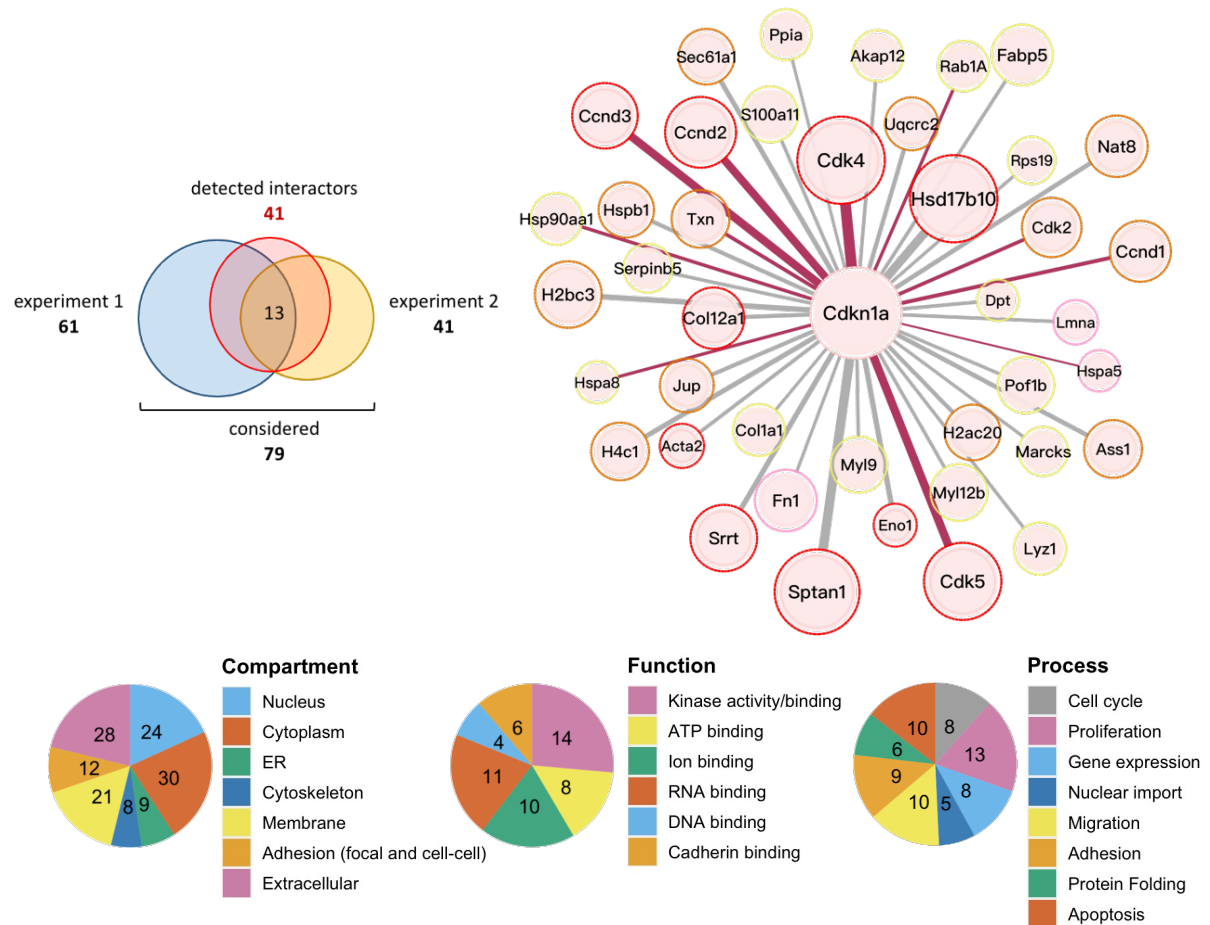 detected interactors
41
experiment 1
61
13
experiment 2
41
considered
79
Ppia
Sec61a1
Akap12
Rab1A
Fabp5
Ccnd3
Ccnd2
S100a11
Cdk4
Uqcrc2
Nat8
Rps19
Hsd17b10
Hsp90aa1
Hspb1
Txn
Cdk2
Ccnd1
Serpinb5
H2bc3
Col12a1
Cdkn1a
Dpt
Lmna
Hspa8
Jup
Pof1b
Hspa5
H4c1
Acta2
Col1a1
Myl9
H2ac20
Marcks
Ass1
Fn1
Myl12b
Srrt
Eno1
Lyz1
Sptan1
Cdk5
Compartment
Nucleus
Cytoplasm
ER
Cytoskeleton
Membrane
Adhesion (focal and cell-cell)
Extracellular
24
30
9
8
21
12
28
Function
Kinase activity/binding
ATP binding
Ion binding
RNA binding
DNA binding
Cadherin binding
14
8
10
11
4
6
Process
Cell cycle
Proliferation
Gene expression
Nuclear import
Migration
Adhesion
Protein Folding
Apoptosis
8
13
8
5
10
9
6
10